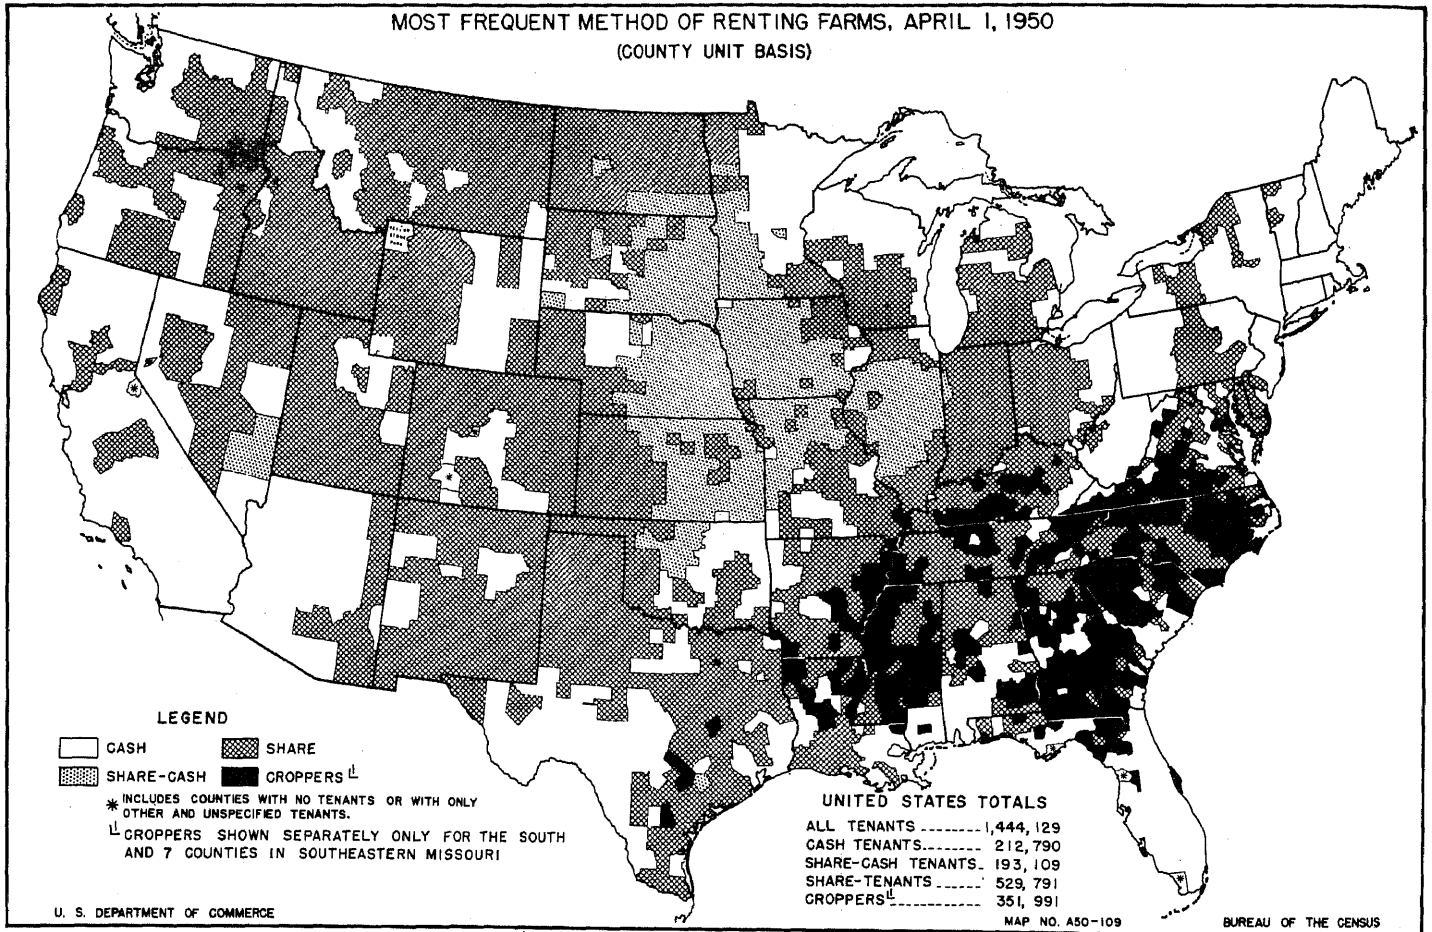 MOST FREQUENT METHOD OF RENTING FARMS, APRIL 1, 1950
(COUNTY UNIT BASIS)
LEGEND
CASH
SHARE
SHARE-CASH
CROPPERS 1/
* INCLUDES COUNTIES WITH NO TENANTS OR WITH ONLY
OTHER AND UNSPECIFIED TENANTS.
1/ CROPPERS SHOWN SEPARATELY ONLY FOR THE SOUTH
AND 7 COUNTIES IN SOUTHEASTERN MISSOURI
UNITED STATES TOTALS
ALL TENANTS -------- 1,444,129
CASH TENANTS-------- 212,790
SHARE-CASH TENANTS- 193,109
SHARE-TENANTS ------ 529,791
CROPPERS 1/ ---------- 351,991
U. S. DEPARTMENT OF COMMERCE
MAP NO. A50-109
BUREAU OF THE CENSUS